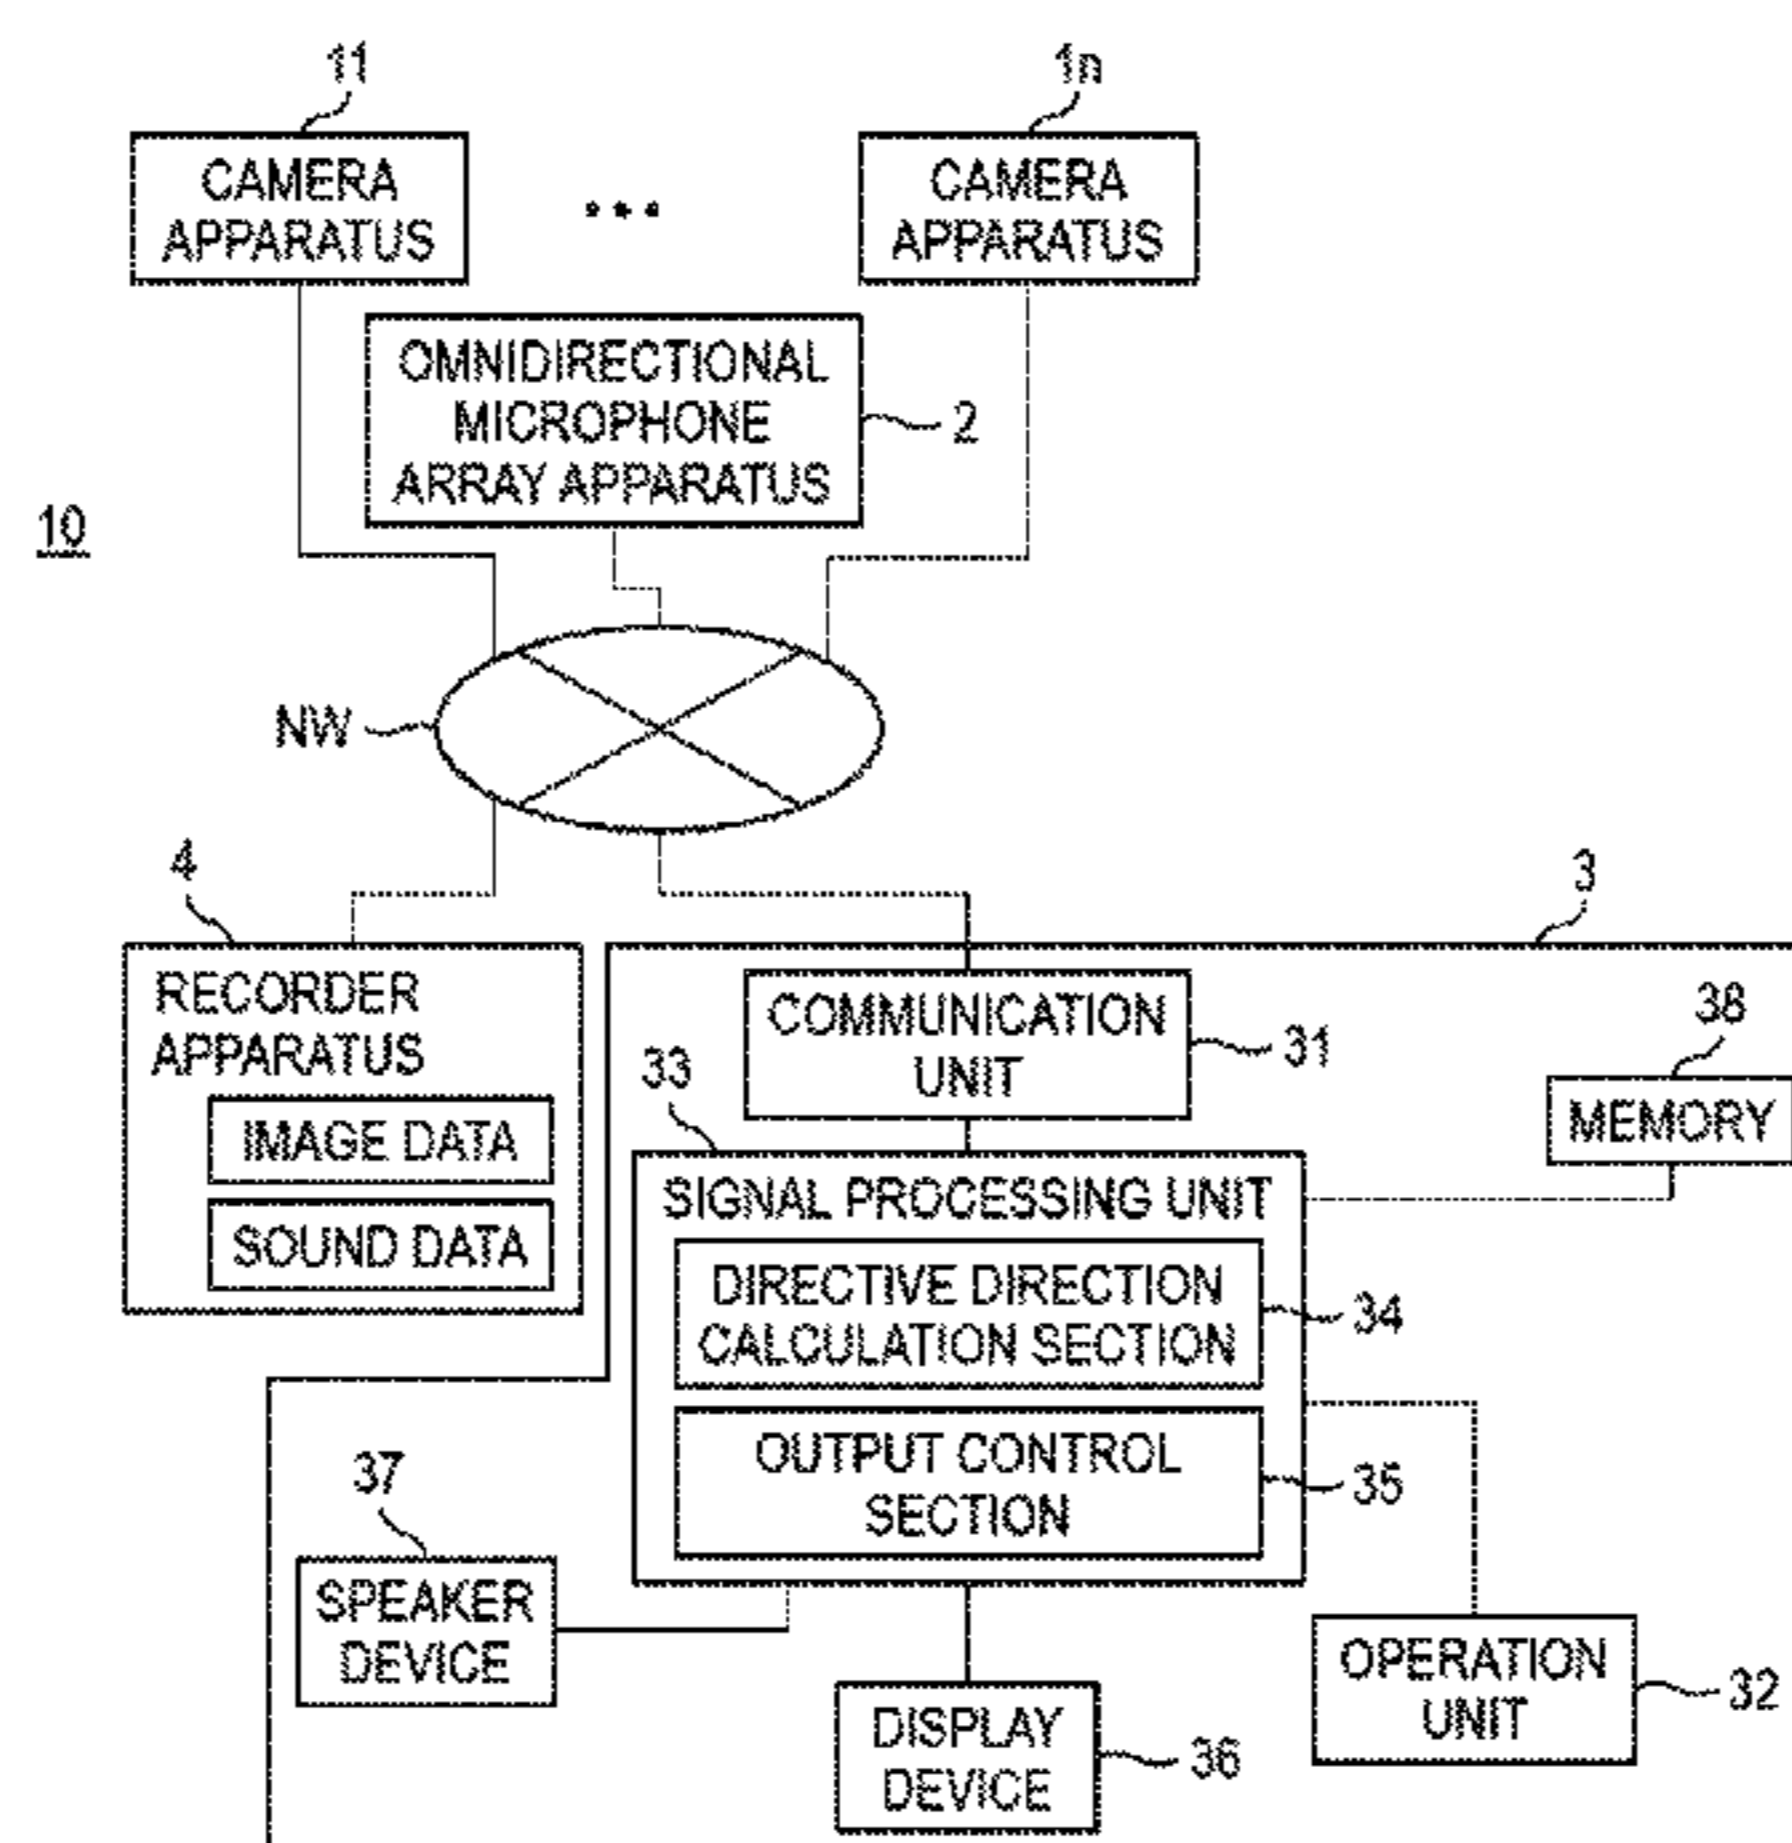 11
1n
CAMERA
APPARATUS
CAMERA
APPARATUS
OMNIDIRECTIONAL
MICROPHONE
ARRAY APPARATUS
2
10
NW
4
3
RECORDER
APPARATUS
IMAGE DATA
SOUND DATA
COMMUNICATION
UNIT
31
38
MEMORY
33
SIGNAL PROCESSING UNIT
DIRECTIVE DIRECTION
CALCULATION SECTION
34
OUTPUT CONTROL
SECTION
35
37
SPEAKER
DEVICE
OPERATION
UNIT
32
DISPLAY
DEVICE
36